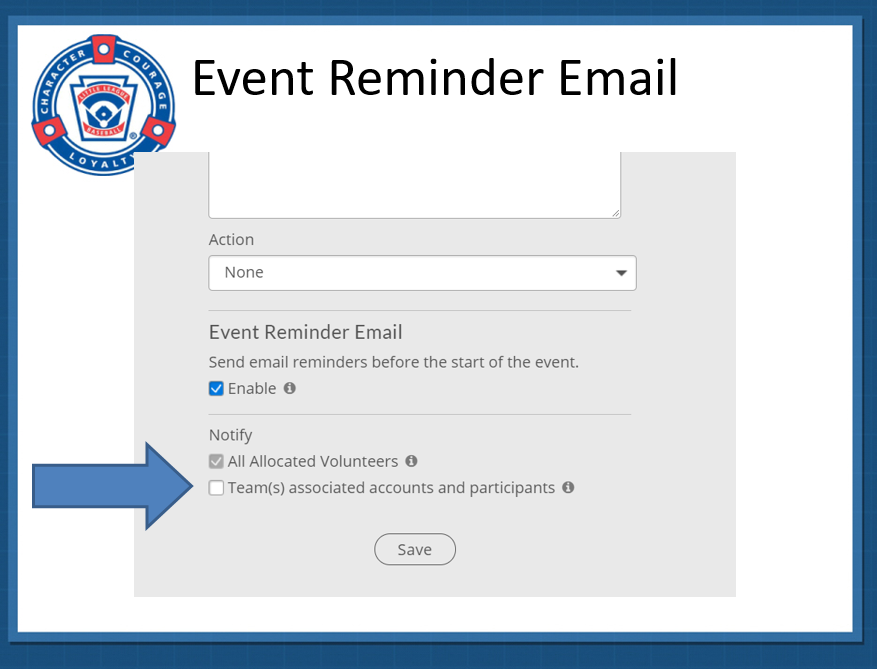 Event Reminder Email
CHARACTER
COURAGE
LOYALTY
LITTLE LEAGUE
BASEBALL
®
Action
None
Event Reminder Email
Send email reminders before the start of the event.
Enable
Notify
All Allocated Volunteers
Team(s) associated accounts and participants
Save